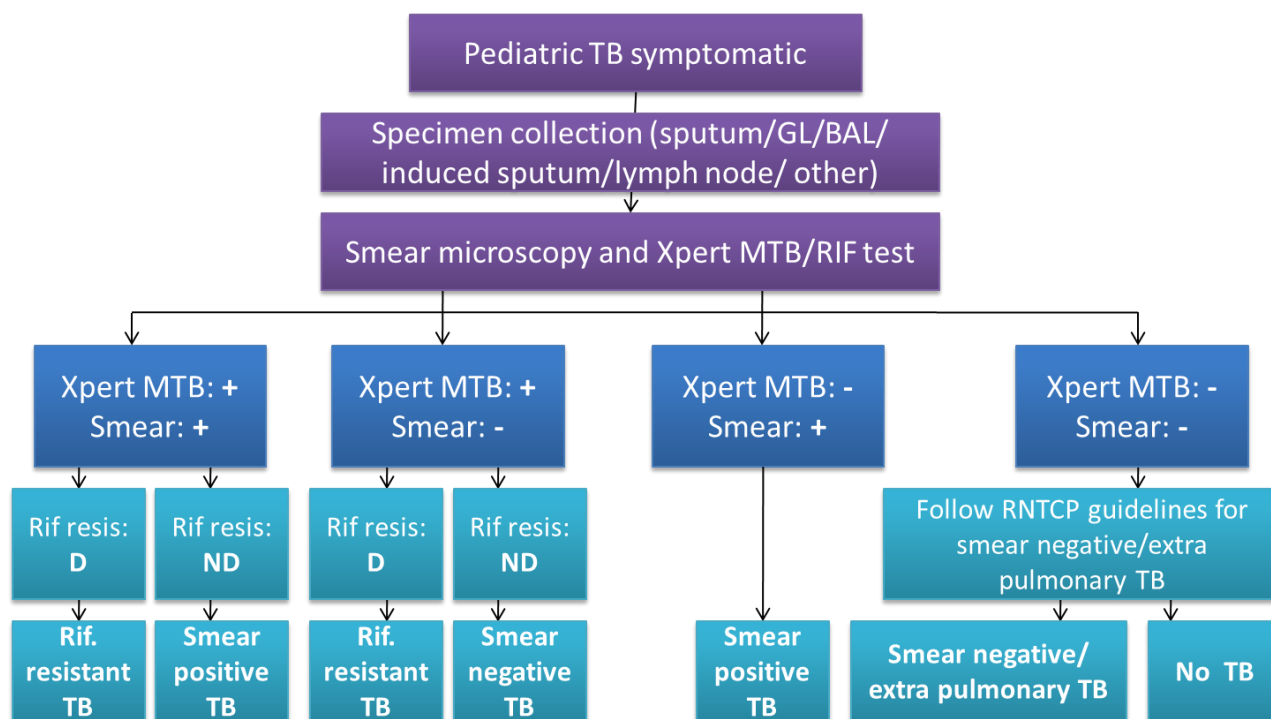 Pediatric TB symptomatic
Specimen collection (sputum/GL/BAL/
induced sputum/lymph node/ other)
Smear microscopy and Xpert MTB/RIF test
Xpert MTB: +
Smear: +
Xpert MTB: +
Smear: -
Xpert MTB: -
Smear: +
Xpert MTB: -
Smear: -
Rif resis:
D
Rif resis:
ND
Rif resis:
D
Rif resis:
ND
Follow RNTCP guidelines for
smear negative/extra
pulmonary TB
Rif.
resistant
TB
Smear
positive
TB
Rif.
resistant
TB
Smear
negative
TB
Smear
positive
TB
Smear negative/
extra pulmonary TB
No TB